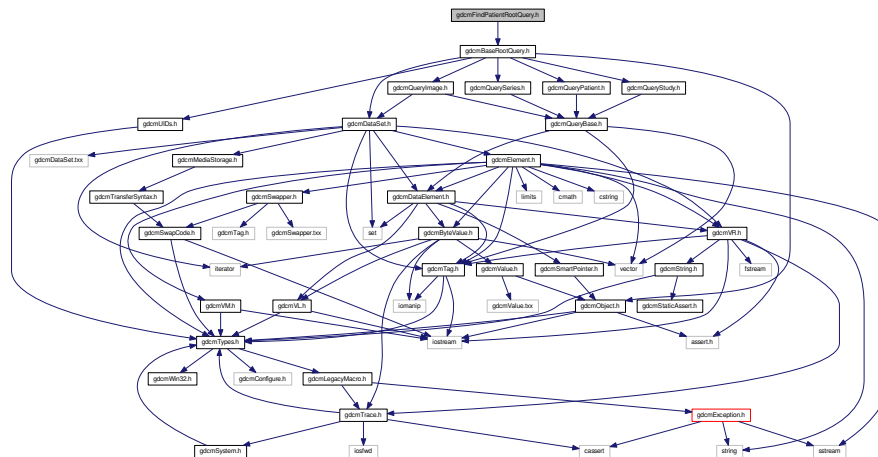 gdcmFindPatientRootQuery.h
gdcmBaseRootQuery.h
gdcmQueryImage.h
gdcmQuerySeries.h
gdcmQueryPatient.h
gdcmQueryStudy.h
gdcmUIDs.h
gdcmDataSet.h
gdcmQueryBase.h
gdcmDataSet.txx
gdcmMediaStorage.h
gdcmElement.h
gdcmTransferSyntax.h
gdcmSwapper.h
gdcmDataElement.h
limits
cmath
cstring
gdcmSwapCode.h
gdcmTag.h
gdcmSwapper.txx
set
gdcmByteValue.h
gdcmVR.h
iterator
gdcmTag.h
gdcmValue.h
gdcmSmartPointer.h
vector
gdcmString.h
fstream
gdcmVM.h
gdcmVL.h
iomanip
gdcmValue.txx
gdcmObject.h
gdcmStaticAssert.h
gdcmTypes.h
iostream
assert.h
gdcmWin32.h
gdcmConfigure.h
gdcmLegacyMacro.h
gdcmTrace.h
gdcmException.h
gdcmSystem.h
iosfwd
cassert
string
sstream